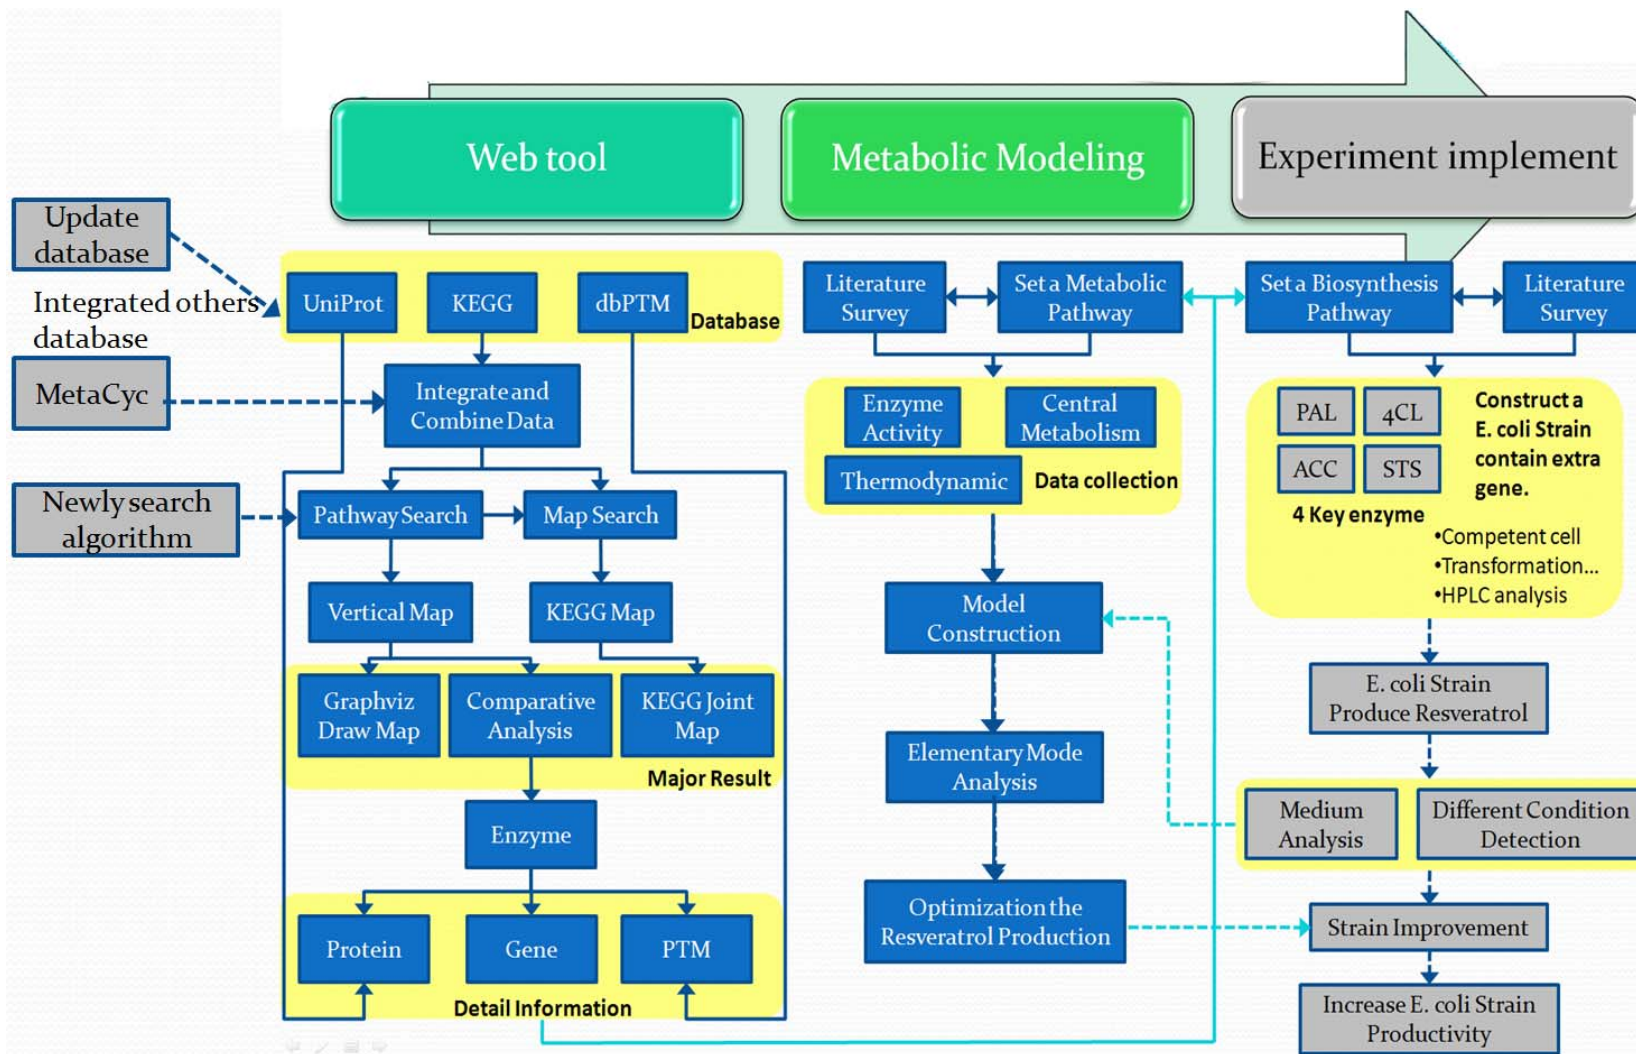 Web tool
Metabolic Modeling
Experiment implement
Update
database
Integrated others
database
MetaCyc
Newly search
algorithm
UniProt
KEGG
dbPTM
Database
Integrate and
Combine Data
Pathway Search
Map Search
Vertical Map
KEGG Map
Graphviz
Draw Map
Comparative
Analysis
KEGG Joint
Map
Major Result
Enzyme
Protein
Gene
PTM
Detail Information
Literature
Survey
Set a Metabolic
Pathway
Enzyme
Activity
Central
Metabolism
Thermodynamic
Data collection
Model
Construction
Elementary Mode
Analysis
Optimization the
Resveratrol Production
Set a Biosynthesis
Pathway
Literature
Survey
PAL
4CL
ACC
STS
4 Key enzyme
Construct a
E. coli Strain
contain extra
gene.
•Competent cell
•Transformation...
•HPLC analysis
E. coli Strain
Produce Resveratrol
Medium
Analysis
Different Condition
Detection
Strain Improvement
Increase E. coli Strain
Productivity